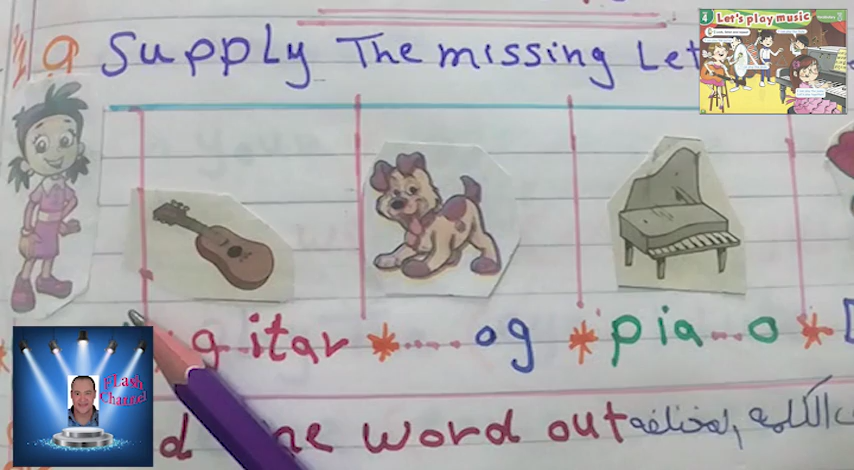 a Supply The missing Let
Let's play music
* g..itar * ....og * pia...o *
FLash
Channel
d The word out الكلمة المختلفة